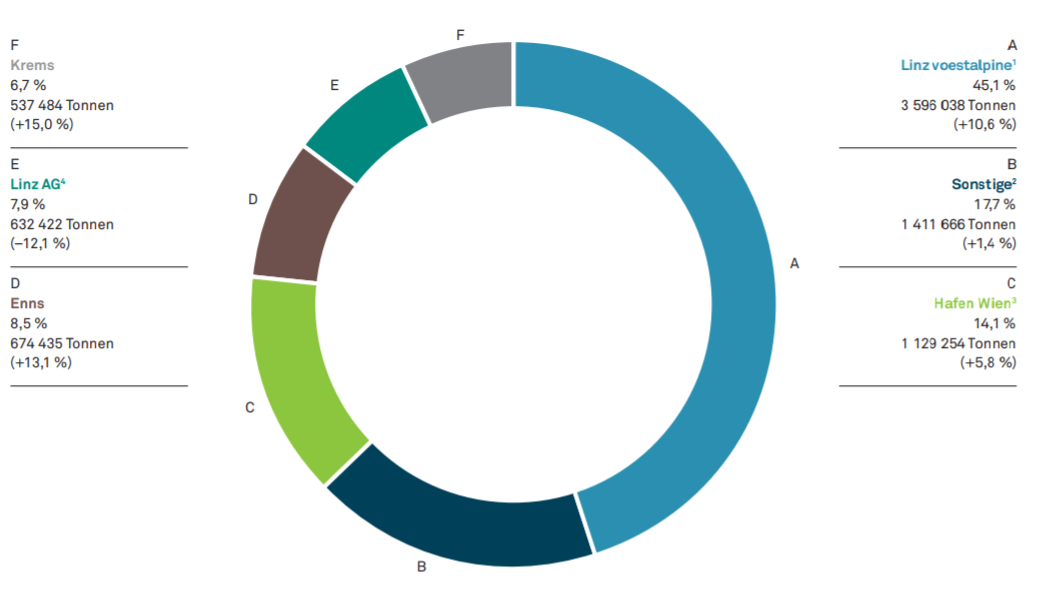 F
Krems
6,7 %
537 484 Tonnen
(+15,0 %)
E
Linz AG⁴
7,9 %
632 422 Tonnen
(–12,1 %)
D
Enns
8,5 %
674 435 Tonnen
(+13,1 %)
F
E
D
C
B
A
A
Linz voestalpine¹
45,1 %
3 596 038 Tonnen
(+10,6 %)
B
Sonstige²
17,7 %
1 411 666 Tonnen
(+1,4 %)
C
Hafen Wien³
14,1 %
1 129 254 Tonnen
(+5,8 %)